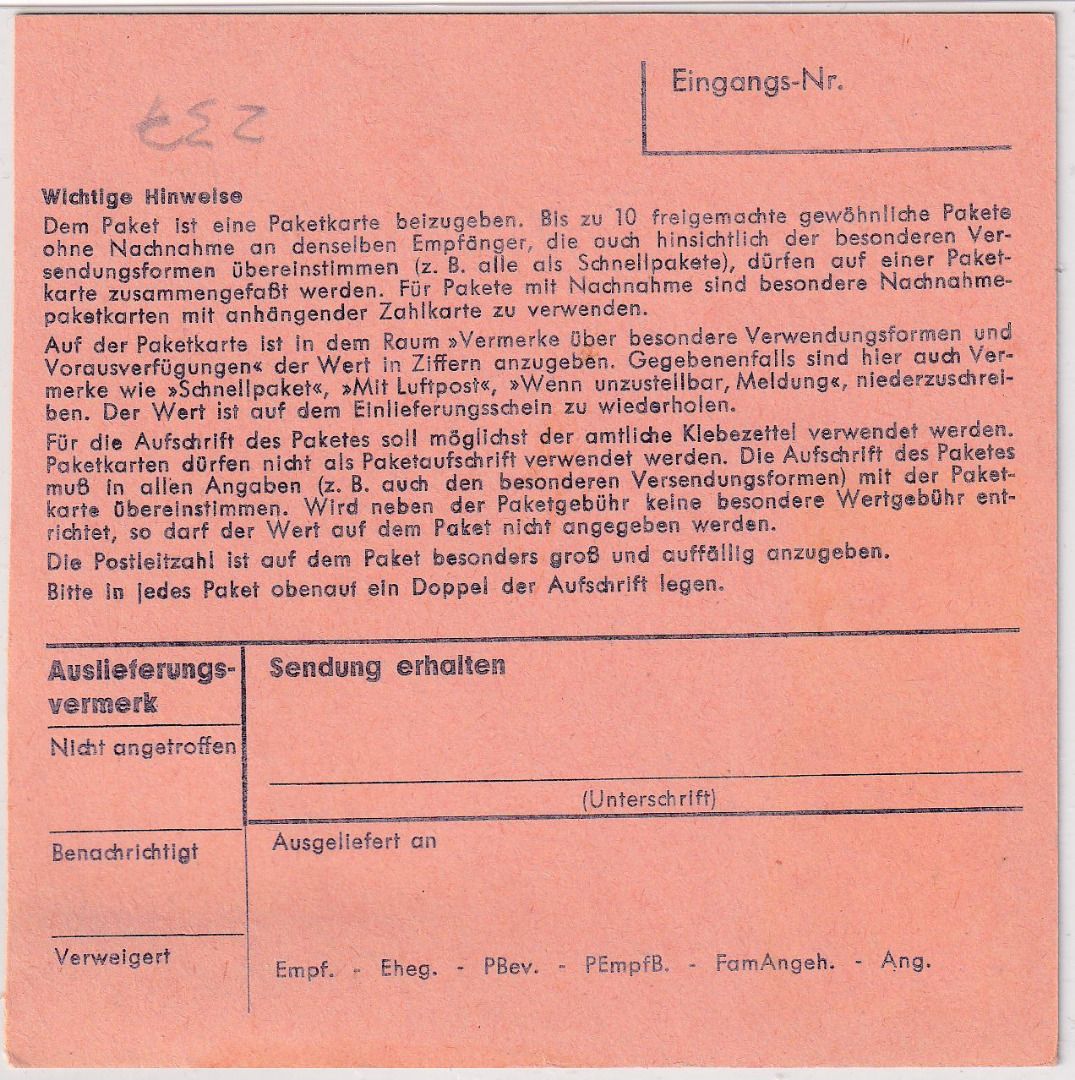 Eingangs-Nr.
Wichtige Hinweise
Dem Paket ist eine Paketkarte beizugeben. Bis zu 10 freigemachte gewöhnliche Pakete
ohne Nachnahme an denselben Empfänger, die auch hinsichtlich der besonderen Ver-
sendungsformen übereinstimmen (z. B. alle als Schnellpakete), dürfen auf einer Paket-
karte zusammengefaßt werden. Für Pakete mit Nachnahme sind besondere Nachnahme-
paketkarten mit anhängender Zahlkarte zu verwenden.
Auf der Paketkarte ist in dem Raum »Vermerke über besondere Verwendungsformen und
Vorausverfügungen« der Wert in Ziffern anzugeben. Gegebenenfalls sind hier auch Ver-
merke wie »Schnellpaket«, »Mit Luftpost«, »Wenn unzustellbar, Meldung«, niederzuschrei-
ben. Der Wert ist auf dem Einlieferungsschein zu wiederholen.
Für die Aufschrift des Paketes soll möglichst der amtliche Klebezettel verwendet werden.
Paketkarten dürfen nicht als Paketaufschrift verwendet werden. Die Aufschrift des Paketes
muß in allen Angaben (z. B. auch den besonderen Versendungsformen) mit der Paket-
karte übereinstimmen. Wird neben der Paketgebühr keine besondere Wertgebühr ent-
richtet, so darf der Wert auf dem Paket nicht angegeben werden.
Die Postleitzahl ist auf dem Paket besonders groß und auffällig anzugeben.
Bitte in jedes Paket obenauf ein Doppel der Aufschrift legen.
Auslieferungs-
vermerk
Nicht angetroffen
Benachrichtigt
Verweigert
Sendung erhalten
(Unterschrift)
Ausgeliefert an
Empf. - Eheg. - PBev. - PEmpfB. - FamAngeh. - Ang.